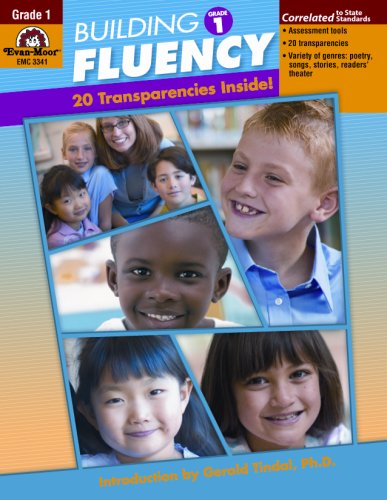 Grade 1
Evan-Moor®
EMC 3341
BUILDING
GRADE 1
FLUENCY
20 Transparencies Inside!
Correlated to State Standards
• Assessment tools
• 20 transparencies
• Variety of genres: poetry,
songs, stories, readers'
theater
Introduction by Gerald Tindal, Ph.D.